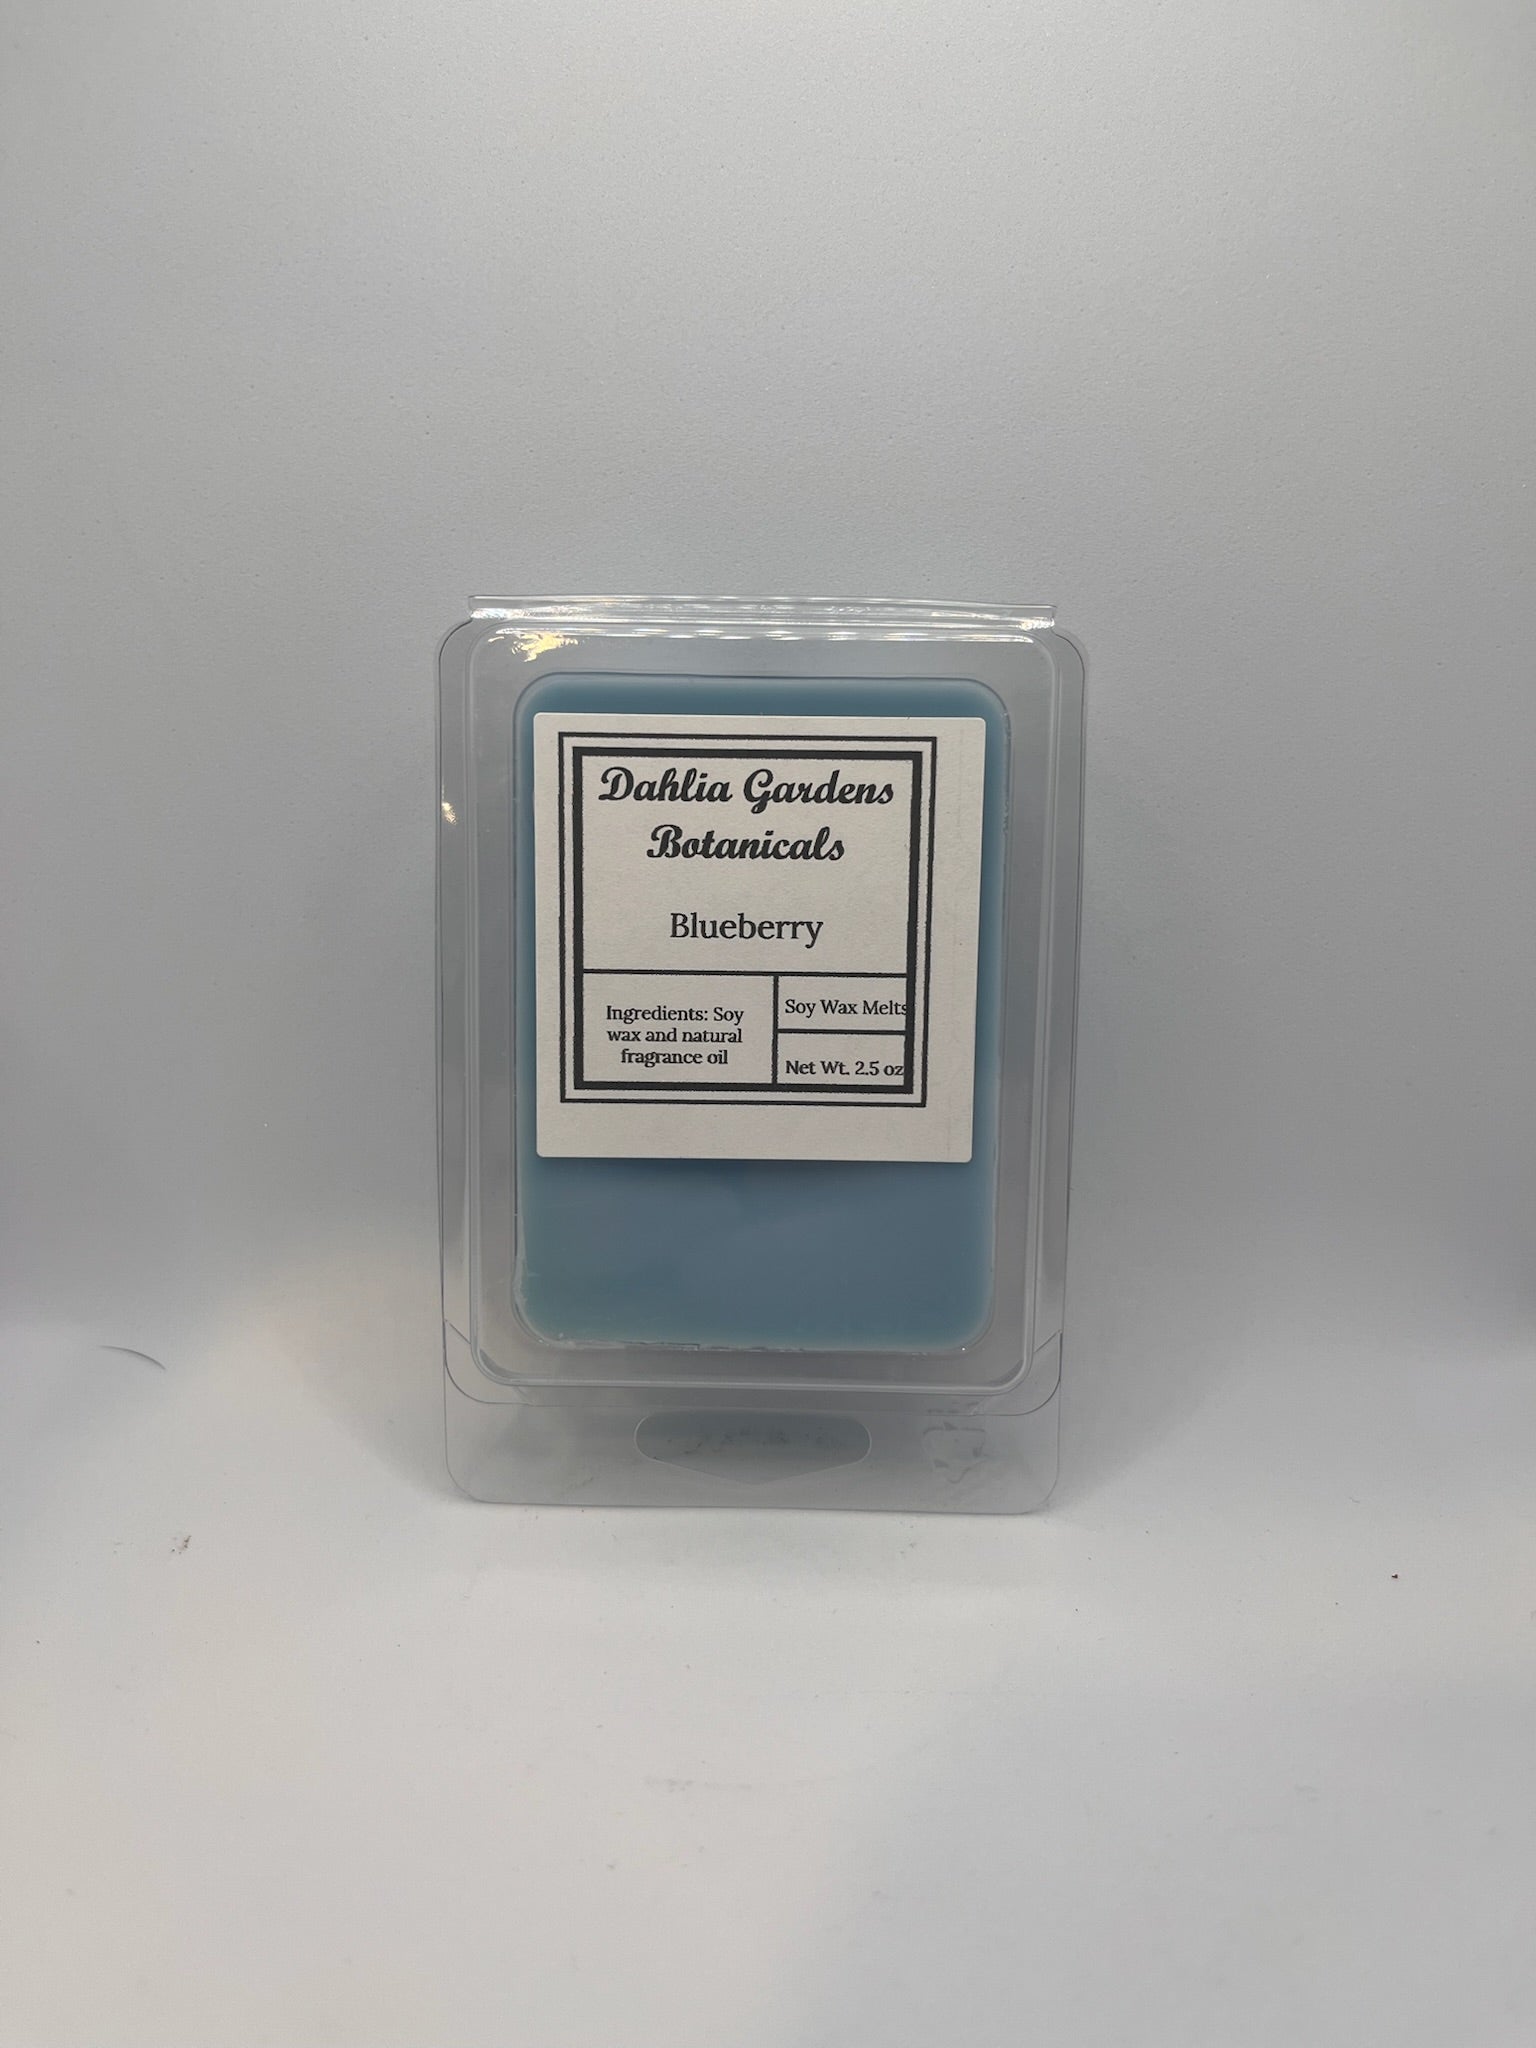 Dahlia Gardens
Botanicals
Blueberry
Ingredients: Soy
wax and natural
fragrance oil
Soy Wax Melts
Net Wt. 2.5 oz